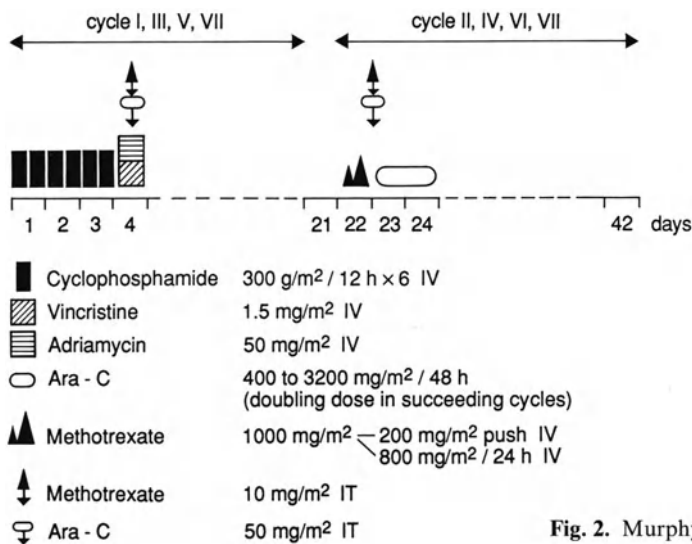 cycle I, III, V, VII cycle II, IV, VI, VII
1 2 3 4 21 22 23 24 42 days
Cyclophosphamide 300 g/m² / 12 h × 6 IV
Vincristine 1.5 mg/m² IV
Adriamycin 50 mg/m² IV
Ara - C 400 to 3200 mg/m² / 48 h
(doubling dose in succeeding cycles)
Methotrexate 1000 mg/m² 200 mg/m² push IV
800 mg/m² / 24 h IV
Methotrexate 10 mg/m² IT
Ara - C 50 mg/m² IT
Fig. 2. Murphy